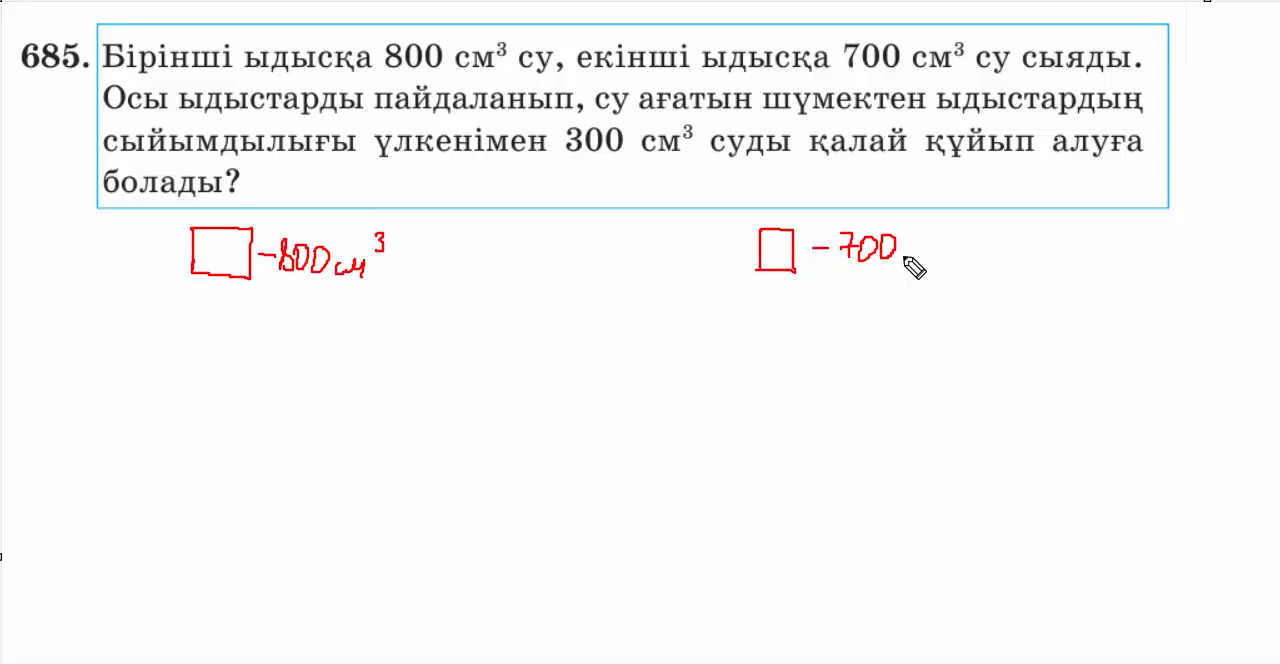 685. Бірінші ыдысқа 800 см³ су, екінші ыдысқа 700 см³ су сыяды.
Осы ыдыстарды пайдаланып, су ағатын шүмектен ыдыстардың
сыйымдылығы үлкенімен 300 см³ суды қалай құйып алуға
болады?
-800 см³ - 700